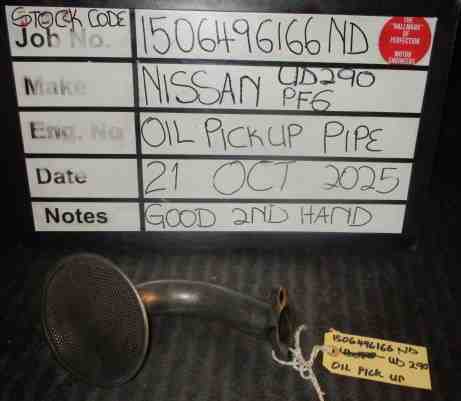 STOCK CODE
Job No. 1506496166 ND
THE
"HALLMARK"
OF
PERFECTION
MOTOR
ENGINEERS
Make NISSAN UD290
PF6
Eng. No OIL PICKUP PIPE
Date 21 OCT 2025
Notes GOOD 2ND HAND
1506496166 ND
UD 290
OIL PICK UP